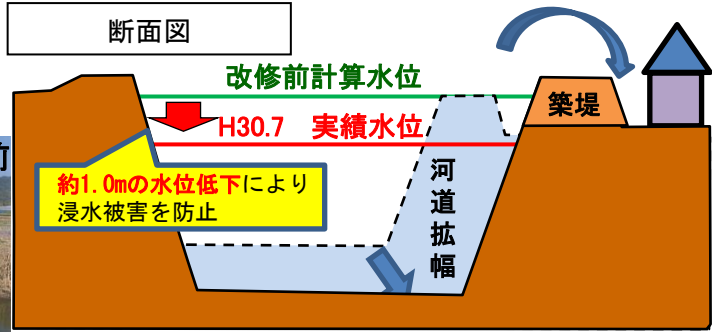 断面図
改修前計算水位
H30.7 実績水位
築堤
前
約1.0mの水位低下により
浸水被害を防止
河道拡幅